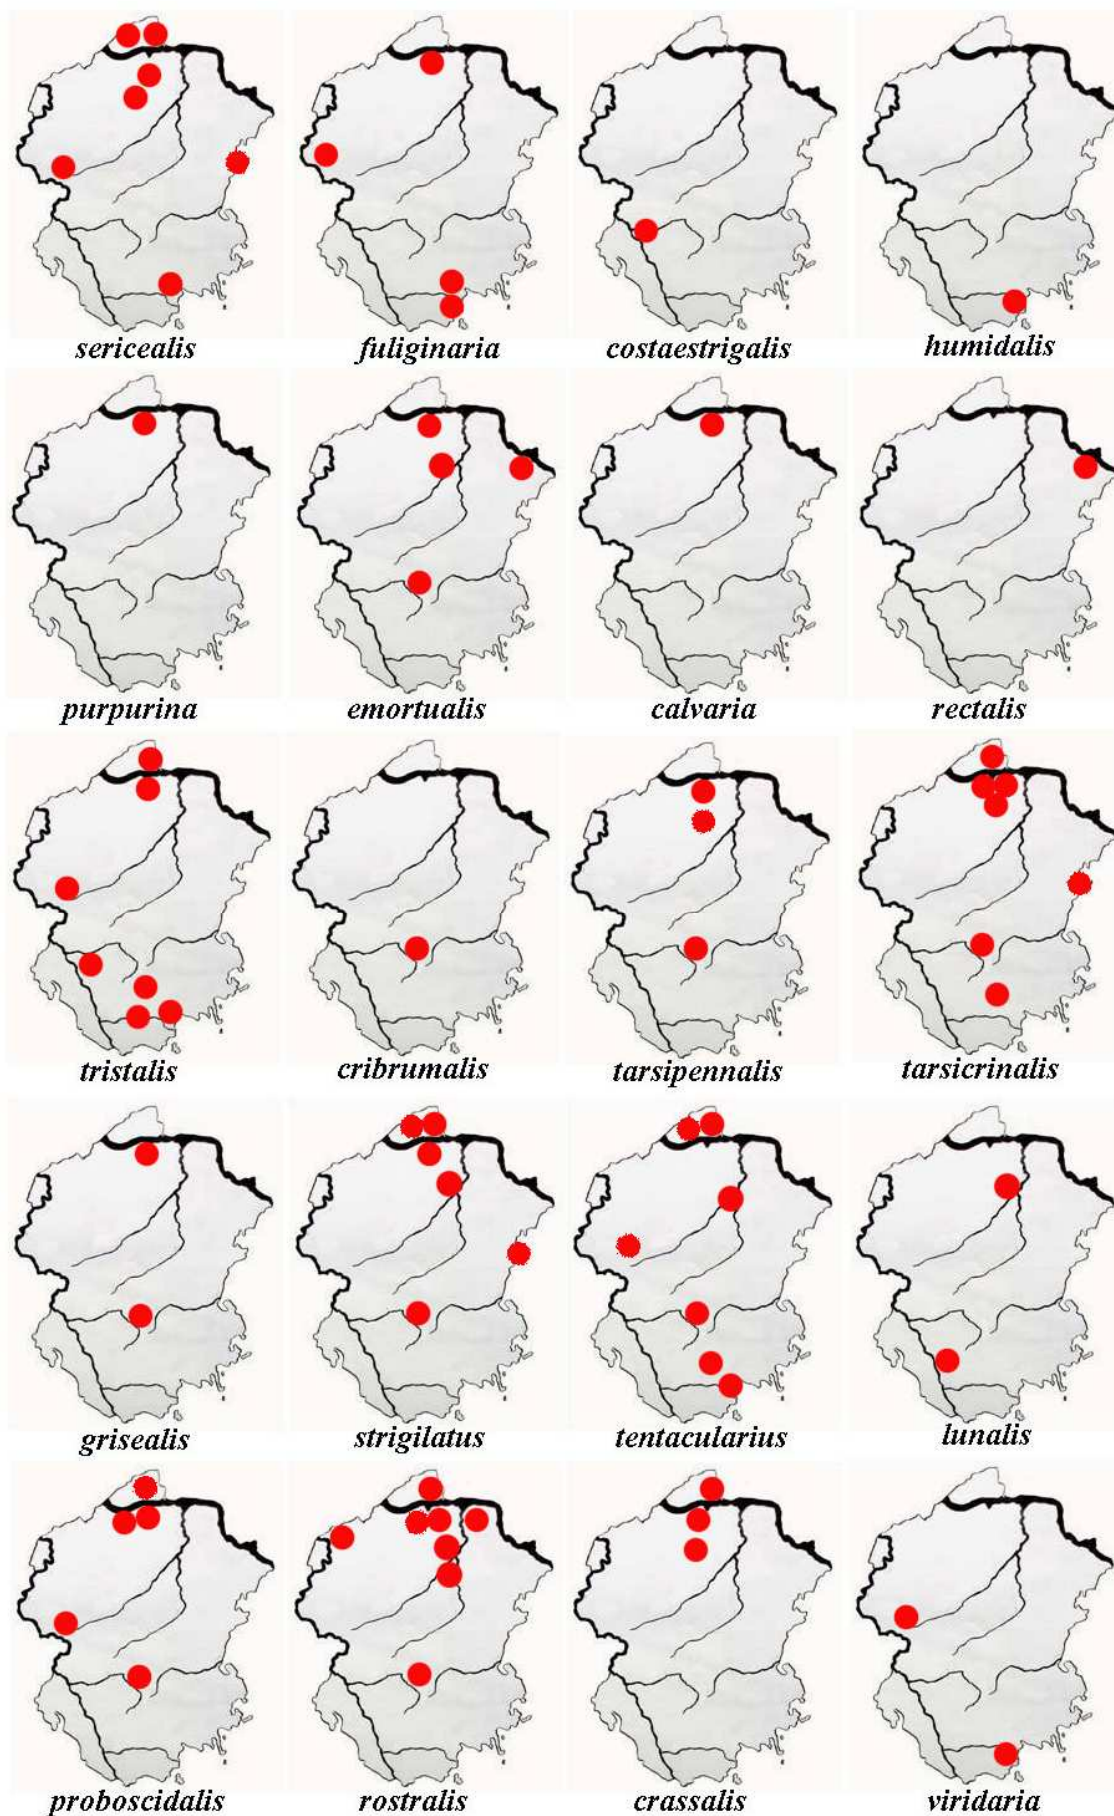 sericealis fuliginaria costaestrigalis humidalis
purpurina emortualis calvaria rectalis
tristalis cribrumalis tarsipennalis tarsicrinalis
grisealis strigilatus tentacularius lunalis
proboscidalis rostralis crassalis viridaria